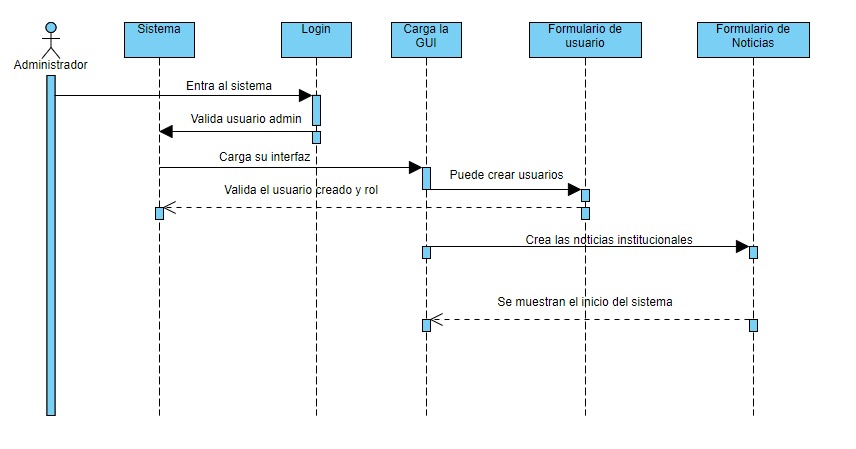 Sistema
Login
Carga la
GUI
Formulario de
usuario
Formulario de
Noticias
Administrador
Entra al sistema
Valida usuario admin
Carga su interfaz
Puede crear usuarios
Valida el usuario creado y rol
Crea las noticias institucionales
Se muestran el inicio del sistema